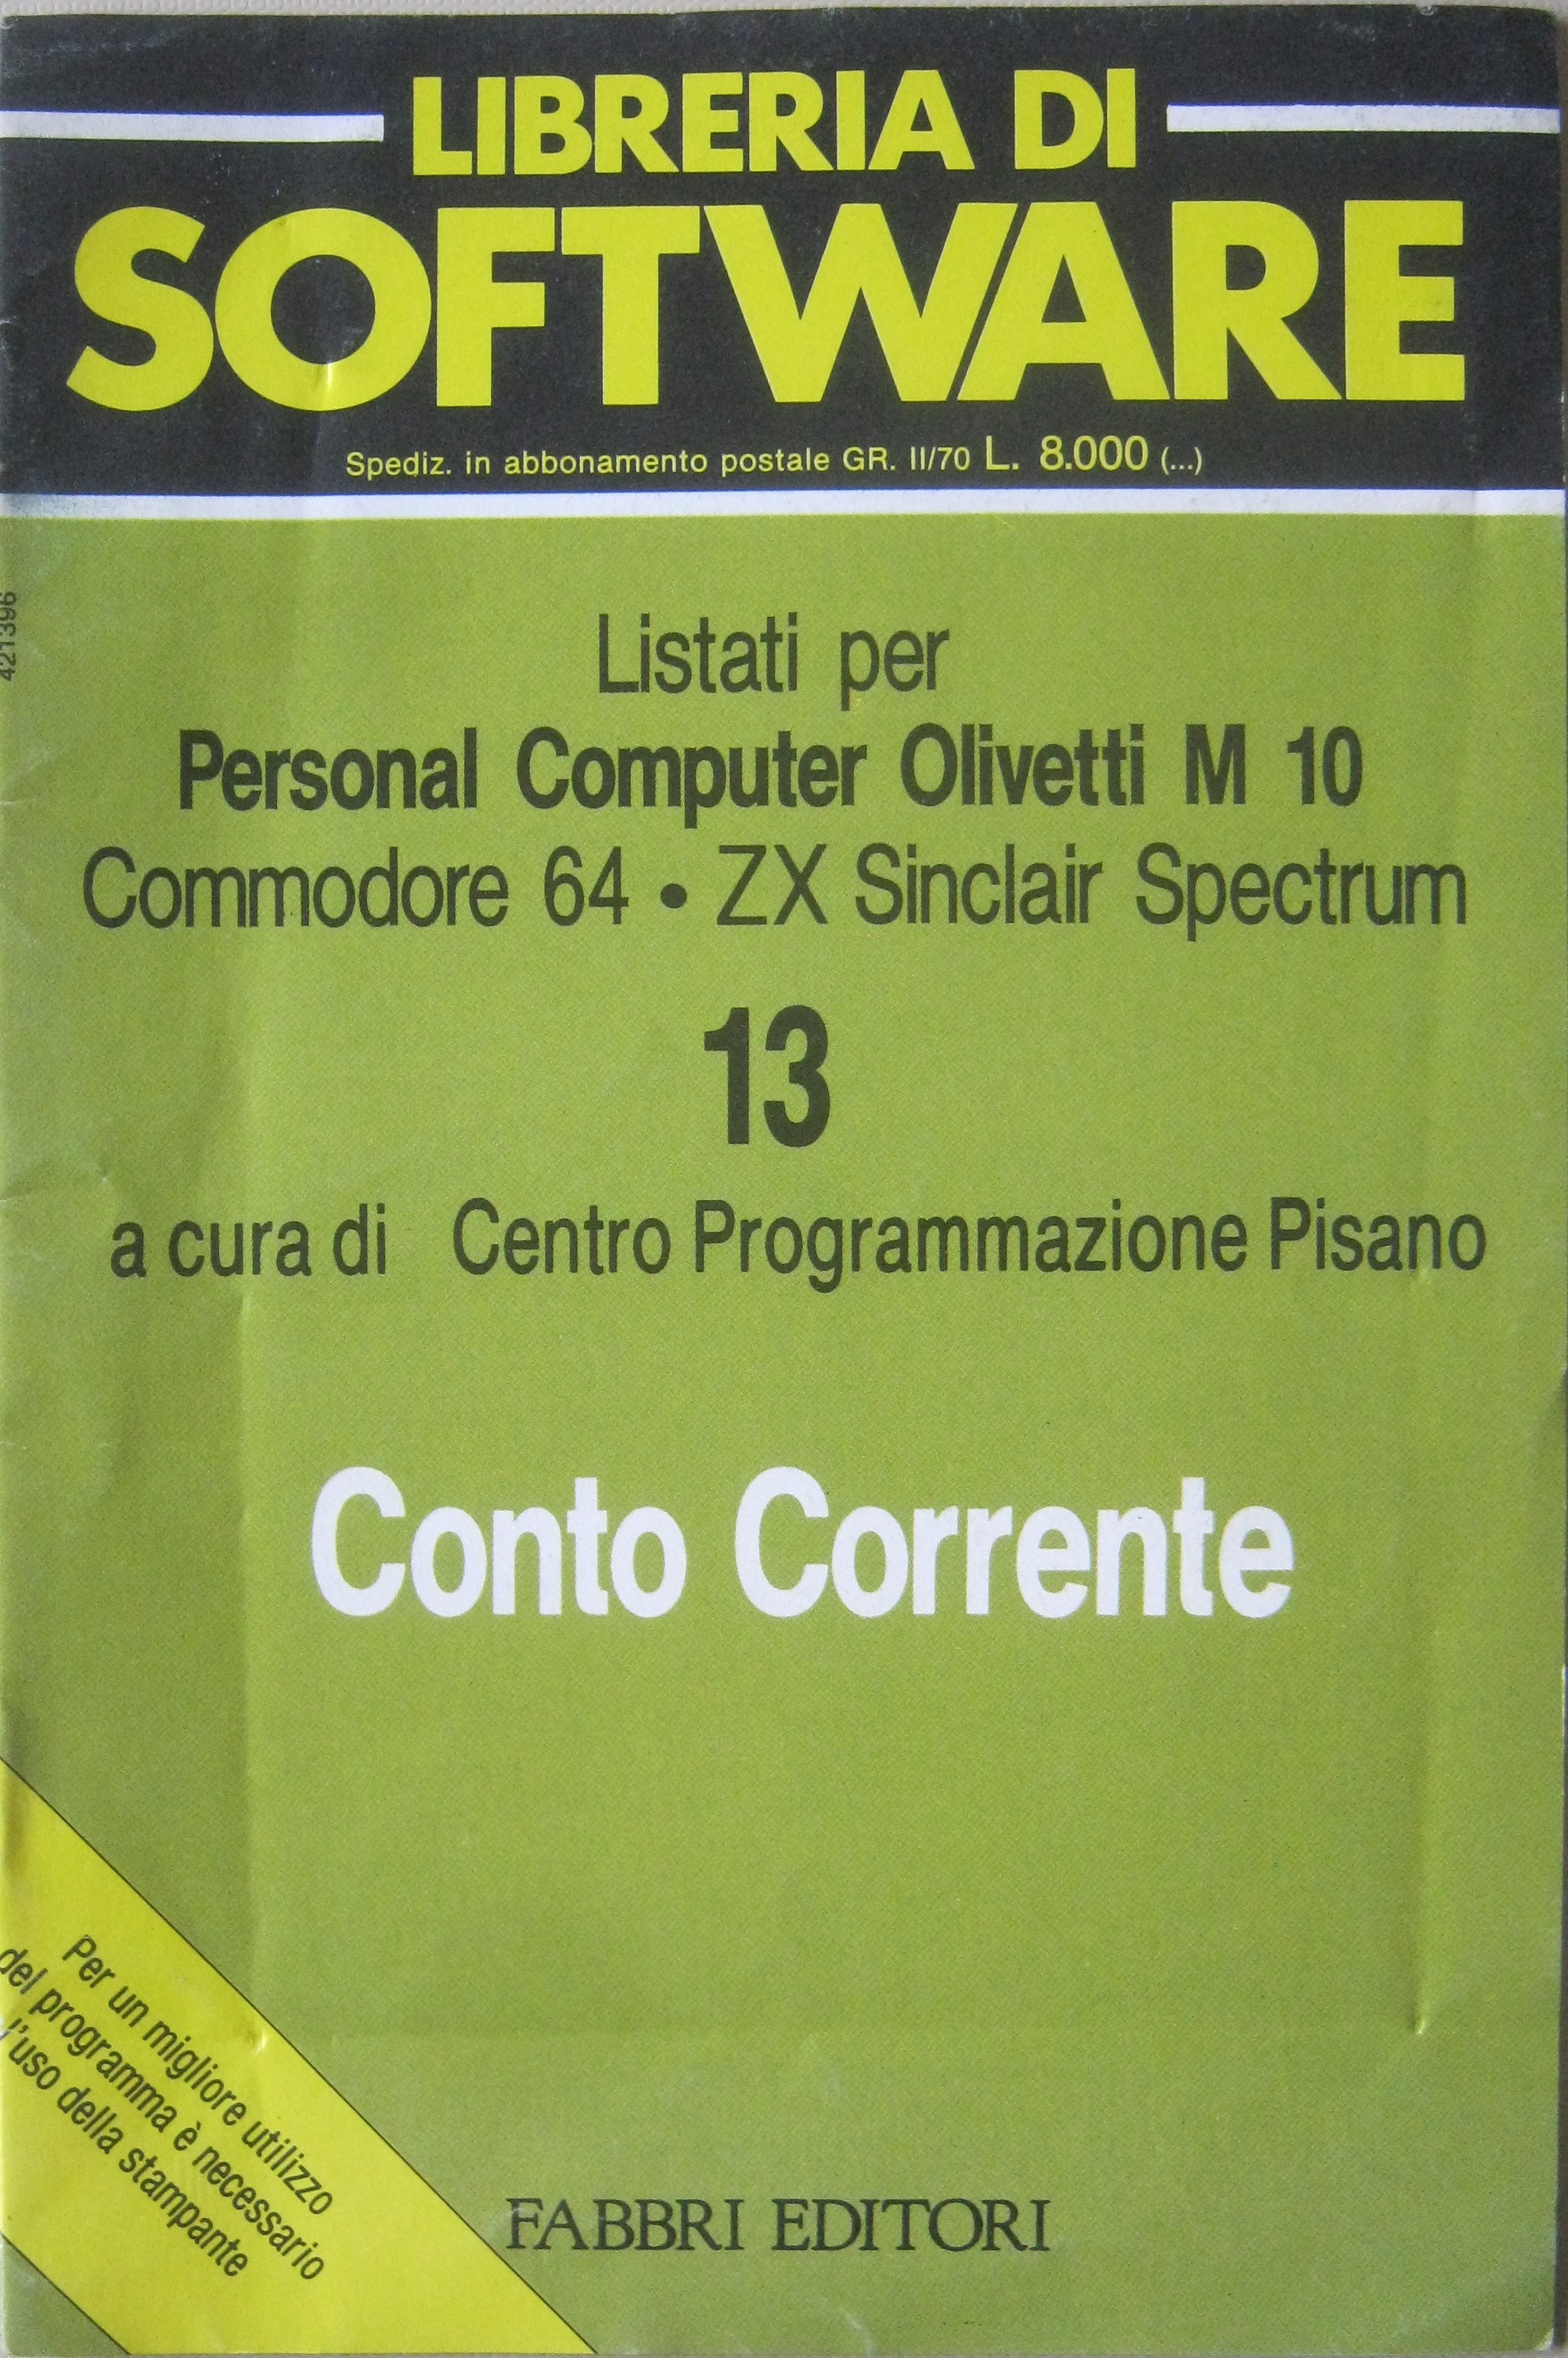 LIBRERIA DI
SOFTWARE
Spediz. in abbonamento postale GR. II/70 L. 8.000 (...)
421396
Listati per
Personal Computer Olivetti M 10
Commodore 64 • ZX Sinclair Spectrum
13
a cura di Centro Programmazione Pisano
Conto Corrente
Per un migliore utilizzo
del programma è necessario
l'uso della stampante
FABBRI EDITORI